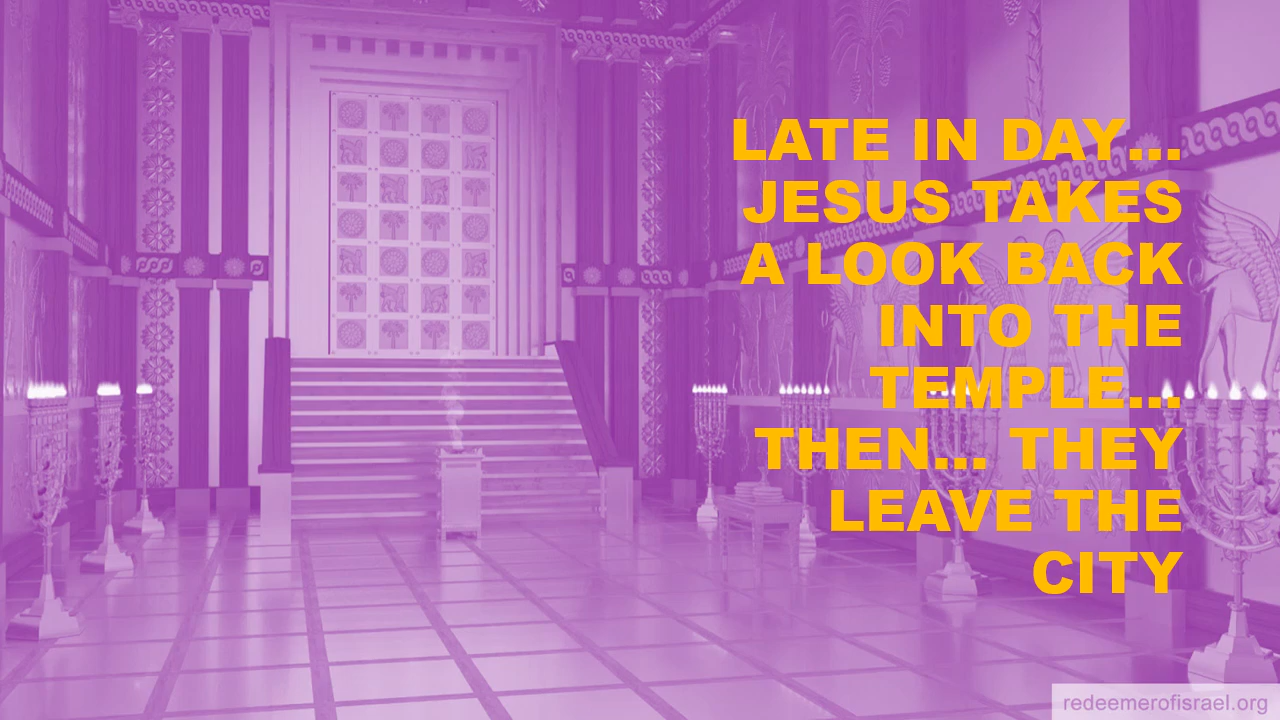 LATE IN DAY...
JESUS TAKES
A LOOK BACK
INTO THE
TEMPLE...
THEN... THEY
LEAVE THE
CITY
redeemerofisrael.org